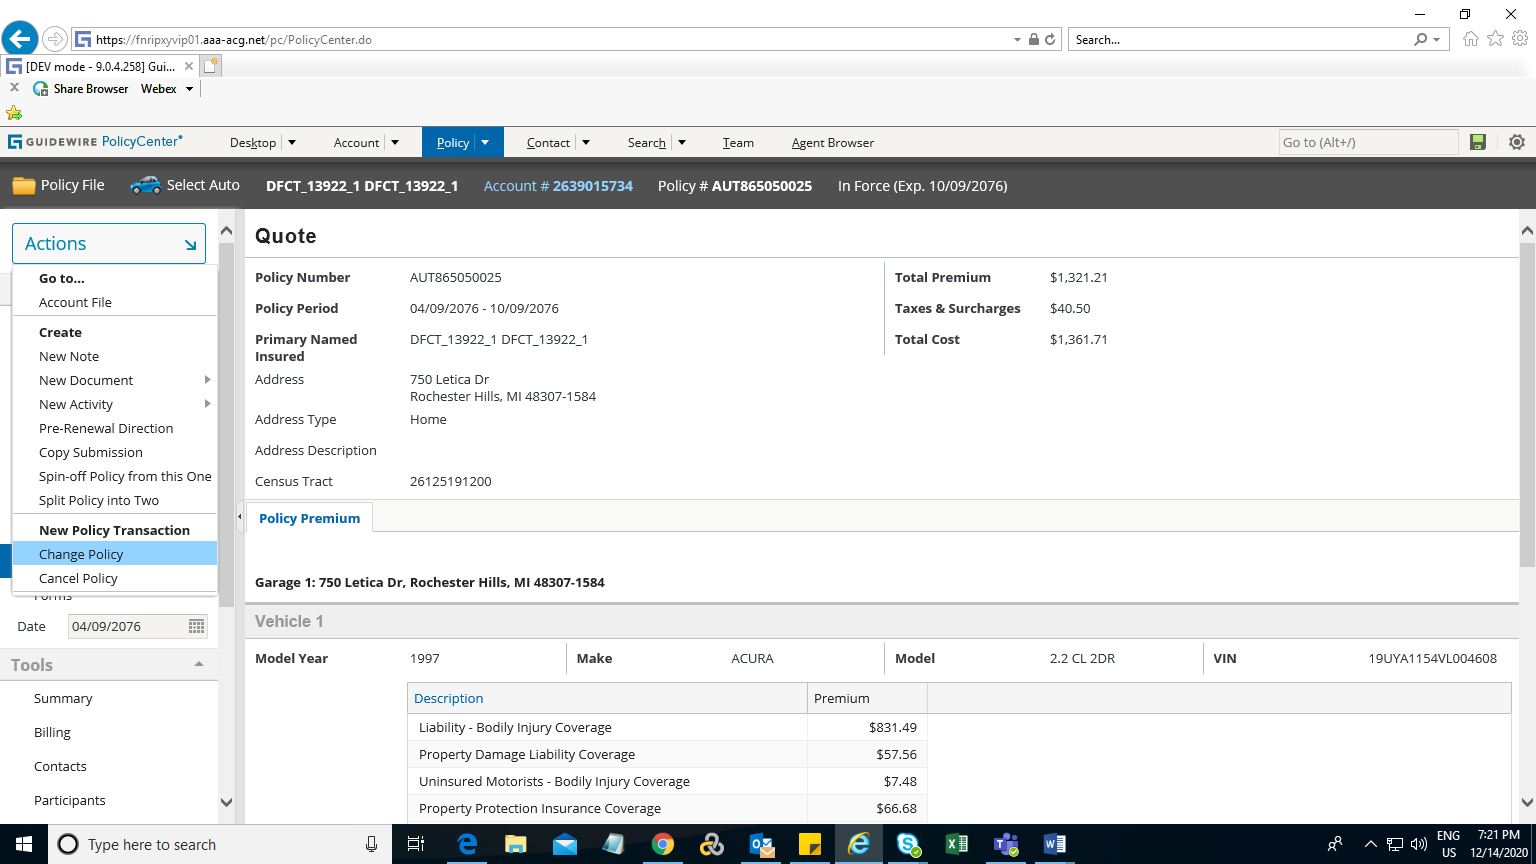 https://fnripxyvip01.aaa-acg.net/pc/PolicyCenter.do
Search...
[DEV mode - 9.0.4.258] Gui...
x Share Browser Webex
GUIDEWIRE PolicyCenter®
Desktop Account Policy Contact Search Team Agent Browser
Go to (Alt+/)
Policy File Select Auto DFCT_13922_1 DFCT_13922_1 Account # 2639015734 Policy # AUT865050025 In Force (Exp. 10/09/2076)
Actions
Go to...
Account File
Create
New Note
New Document
New Activity
Pre-Renewal Direction
Copy Submission
Spin-off Policy from this One
Split Policy into Two
New Policy Transaction
Change Policy
Cancel Policy
Forms
Date 04/09/2076
Tools
Summary
Billing
Contacts
Participants
Quote
Policy Number AUT865050025
Policy Period 04/09/2076 - 10/09/2076
Primary Named Insured DFCT_13922_1 DFCT_13922_1
Address 750 Letica Dr
Rochester Hills, MI 48307-1584
Address Type Home
Address Description
Census Tract 26125191200
Total Premium $1,321.21
Taxes & Surcharges $40.50
Total Cost $1,361.71
Policy Premium
Garage 1: 750 Letica Dr, Rochester Hills, MI 48307-1584
Vehicle 1
Model Year 1997 Make ACURA Model 2.2 CL 2DR VIN 19UYA1154VL004608
Description Premium
Liability - Bodily Injury Coverage $831.49
Property Damage Liability Coverage $57.56
Uninsured Motorists - Bodily Injury Coverage $7.48
Property Protection Insurance Coverage $66.68
Type here to search
ENG
US
7:21 PM
12/14/2020